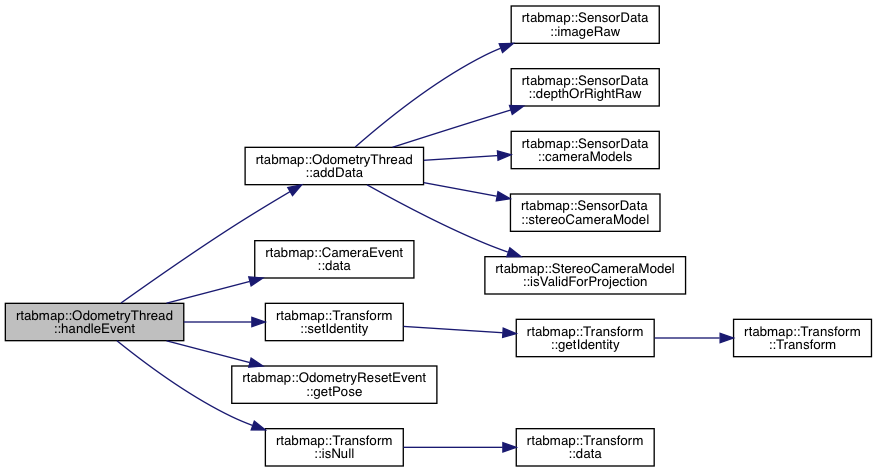 rtabmap::SensorData
::imageRaw
rtabmap::SensorData
::depthOrRightRaw
rtabmap::OdometryThread
::addData
rtabmap::SensorData
::cameraModels
rtabmap::SensorData
::stereoCameraModel
rtabmap::CameraEvent
::data
rtabmap::StereoCameraModel
::isValidForProjection
rtabmap::OdometryThread
::handleEvent
rtabmap::Transform
::setIdentity
rtabmap::Transform
::getIdentity
rtabmap::Transform
::Transform
rtabmap::OdometryResetEvent
::getPose
rtabmap::Transform
::isNull
rtabmap::Transform
::data